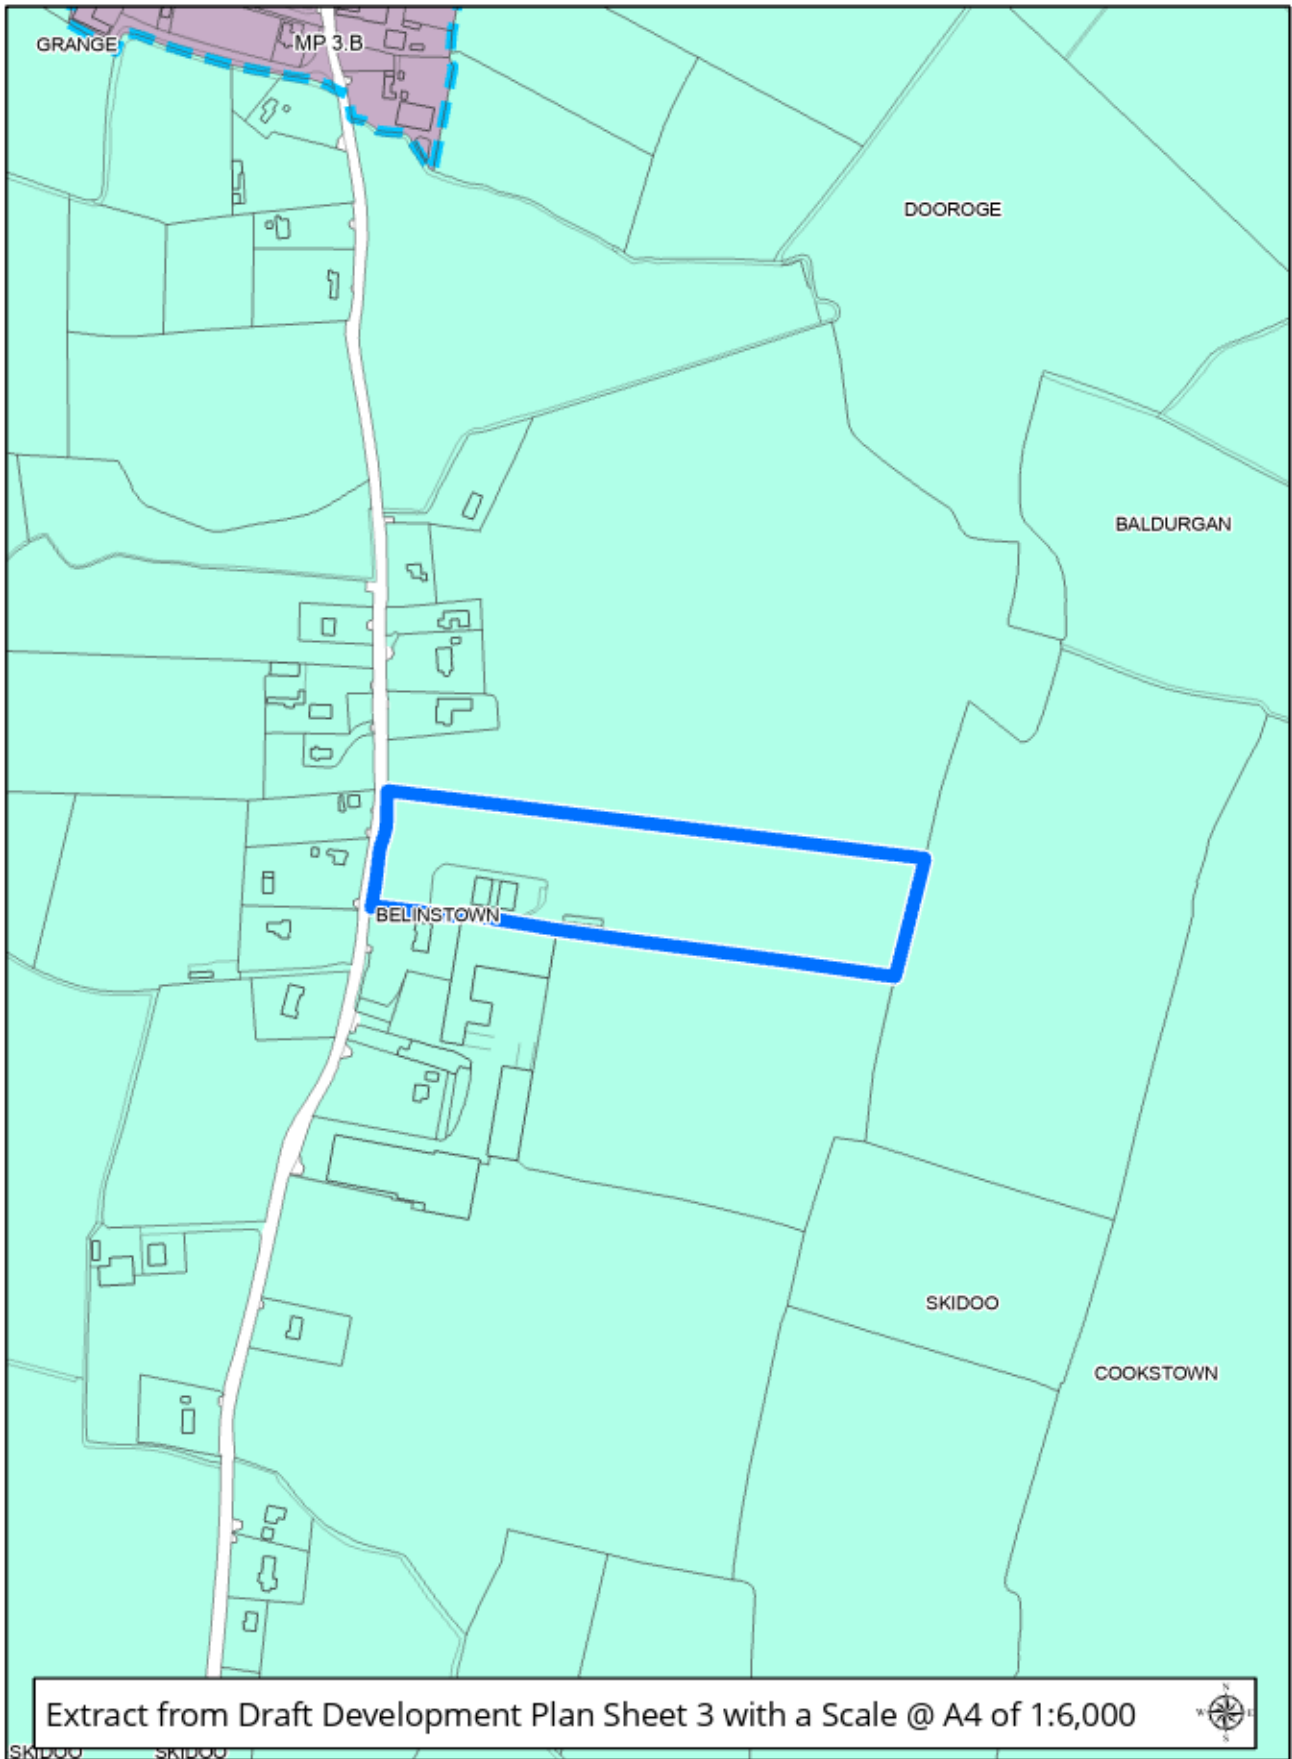 GRANGE
MP 3.B
DOOROGE
BALDURGAN
BELINSTOWN
SKIDOO
COOKSTOWN
Extract from Draft Development Plan Sheet 3 with a Scale @ A4 of 1:6,000
N
W E
S
SKIDOO SKIDOO